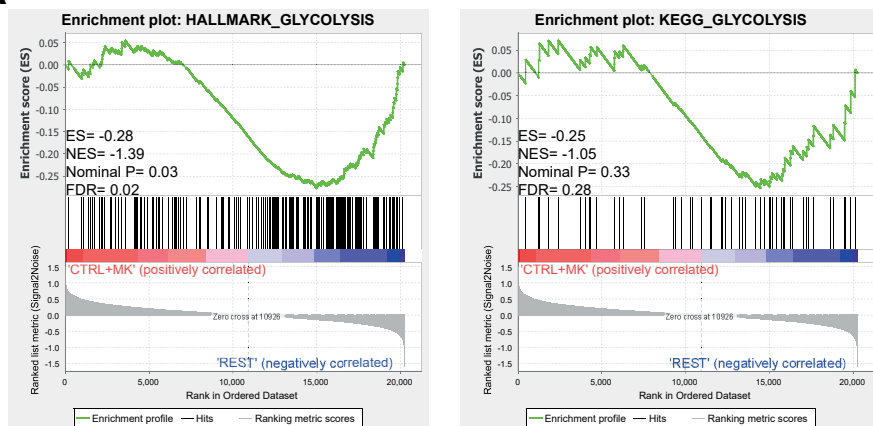 Enrichment plot: HALLMARK_GLYCOLYSIS
Enrichment score (ES)
0.05
0.00
-0.05
-0.10
-0.15
-0.20
-0.25
ES= -0.28
NES= -1.39
Nominal P= 0.03
FDR= 0.02
Ranked list metric (Signal2Noise)
1.5
1.0
0.5
0.0
-0.5
-1.0
-1.5
'CTRL+MK' (positively correlated)
Zero cross at 10926
'REST' (negatively correlated)
0 5,000 10,000 15,000 20,000
Rank in Ordered Dataset
Enrichment profile Hits Ranking metric scores
Enrichment plot: KEGG_GLYCOLYSIS
Enrichment score (ES)
0.05
0.00
-0.05
-0.10
-0.15
-0.20
-0.25
ES= -0.25
NES= -1.05
Nominal P= 0.33
FDR= 0.28
Ranked list metric (Signal2Noise)
1.5
1.0
0.5
0.0
-0.5
-1.0
-1.5
'CTRL+MK' (positively correlated)
Zero cross at 10926
'REST' (negatively correlated)
0 5,000 10,000 15,000 20,000
Rank in Ordered Dataset
Enrichment profile Hits Ranking metric scores